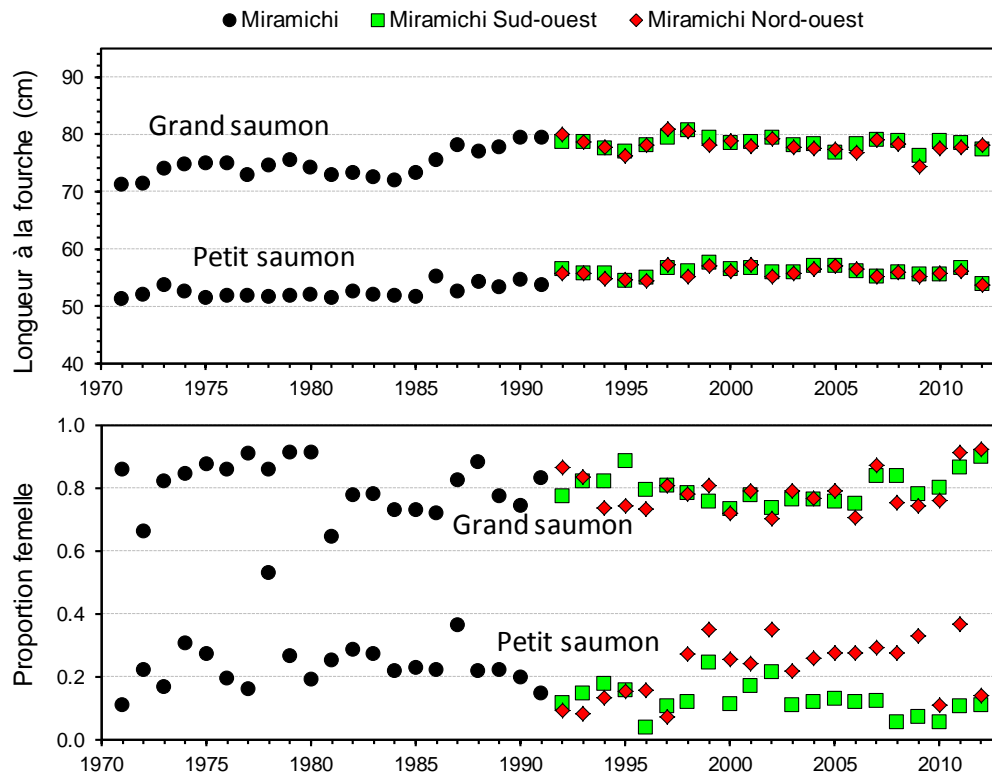 Miramichi Miramichi Sud-ouest Miramichi Nord-ouest
Longueur à la fourche (cm)
90
80
70
60
50
40
Grand saumon
Petit saumon
1970 1975 1980 1985 1990 1995 2000 2005 2010
Proportion femelle
1.0
0.8
0.6
0.4
0.2
0.0
Grand saumon
Petit saumon
1970 1975 1980 1985 1990 1995 2000 2005 2010